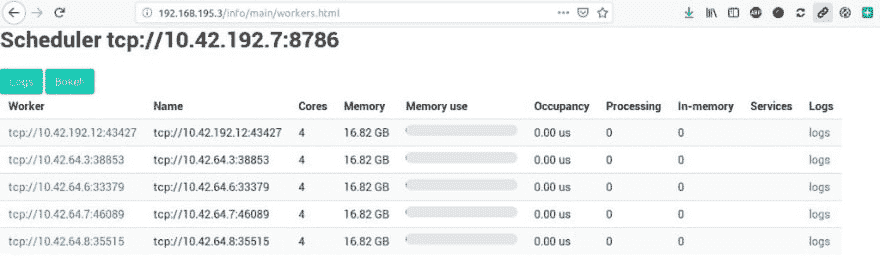 192.168.195.3/info/main/workers.html
Scheduler tcp://10.42.192.7:8786
Logs Bokeh
Worker Name Cores Memory Memory use Occupancy Processing In-memory Services Logs
tcp://10.42.192.12:43427 tcp://10.42.192.12:43427 4 16.82 GB 0.00 us 0 0 logs
tcp://10.42.64.3:38853 tcp://10.42.64.3:38853 4 16.82 GB 0.00 us 0 0 logs
tcp://10.42.64.6:33379 tcp://10.42.64.6:33379 4 16.82 GB 0.00 us 0 0 logs
tcp://10.42.64.7:46089 tcp://10.42.64.7:46089 4 16.82 GB 0.00 us 0 0 logs
tcp://10.42.64.8:35515 tcp://10.42.64.8:35515 4 16.82 GB 0.00 us 0 0 logs